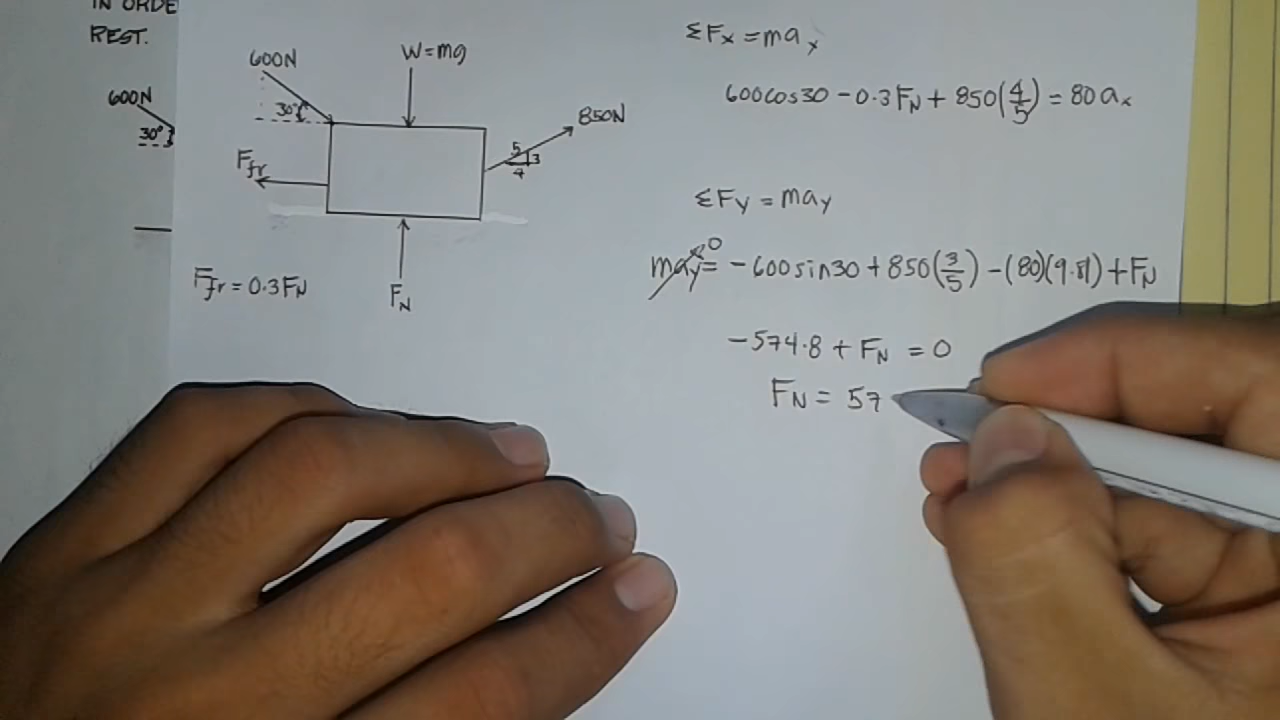 IN ORDE
REST.
600N
30°
600N
30°
W=mg
850N
5
3
4
Ffr
FN
Ffr = 0.3FN
ΣFx = max
600cos30 - 0.3FN + 850(4/5) = 80ax
ΣFy = may
may = 0 - 600sin30 + 850(3/5) - (80)(9.81) + FN
-574.8 + FN = 0
FN = 57